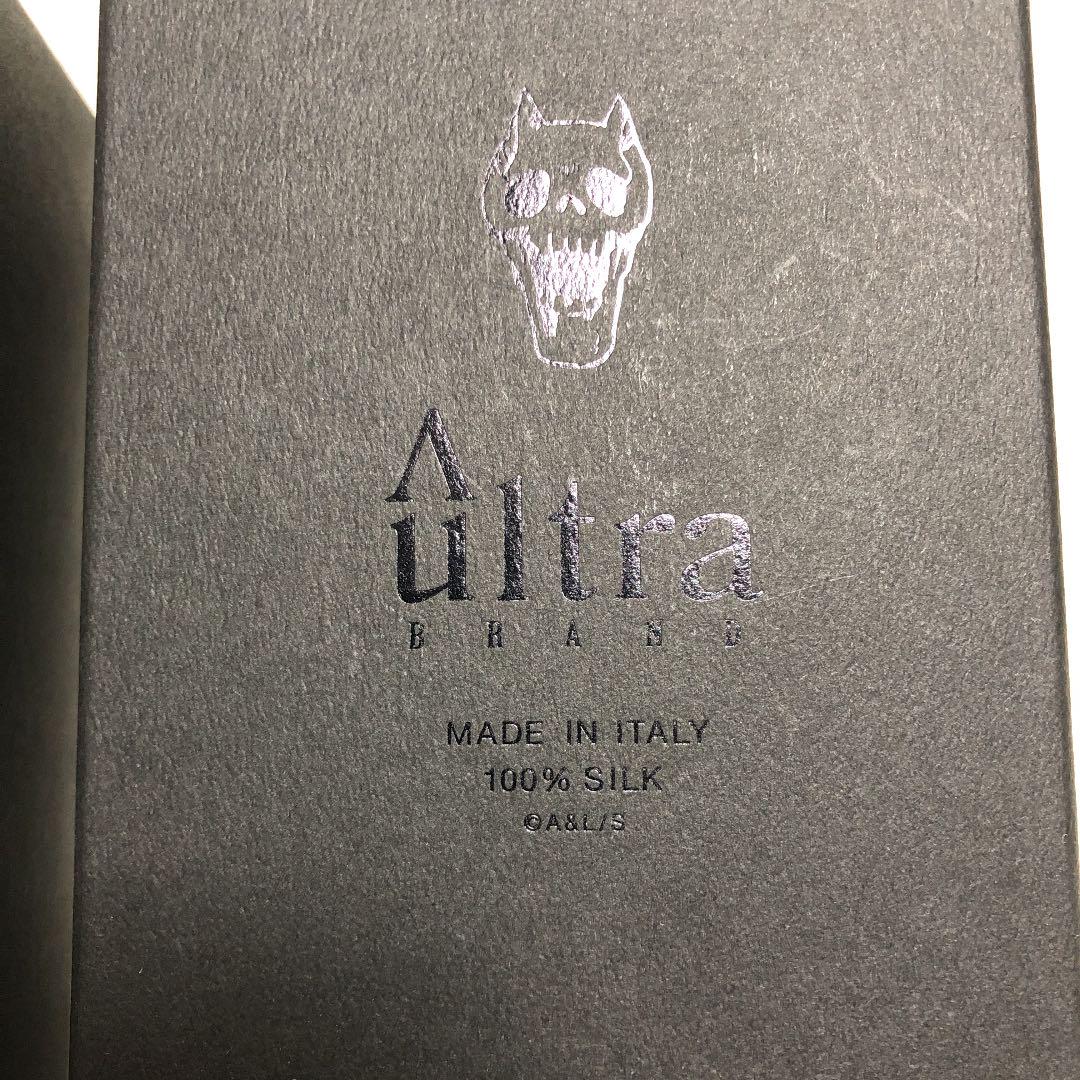 Λ
ultra
BRAND
MADE IN ITALY
100% SILK
©A&L/S